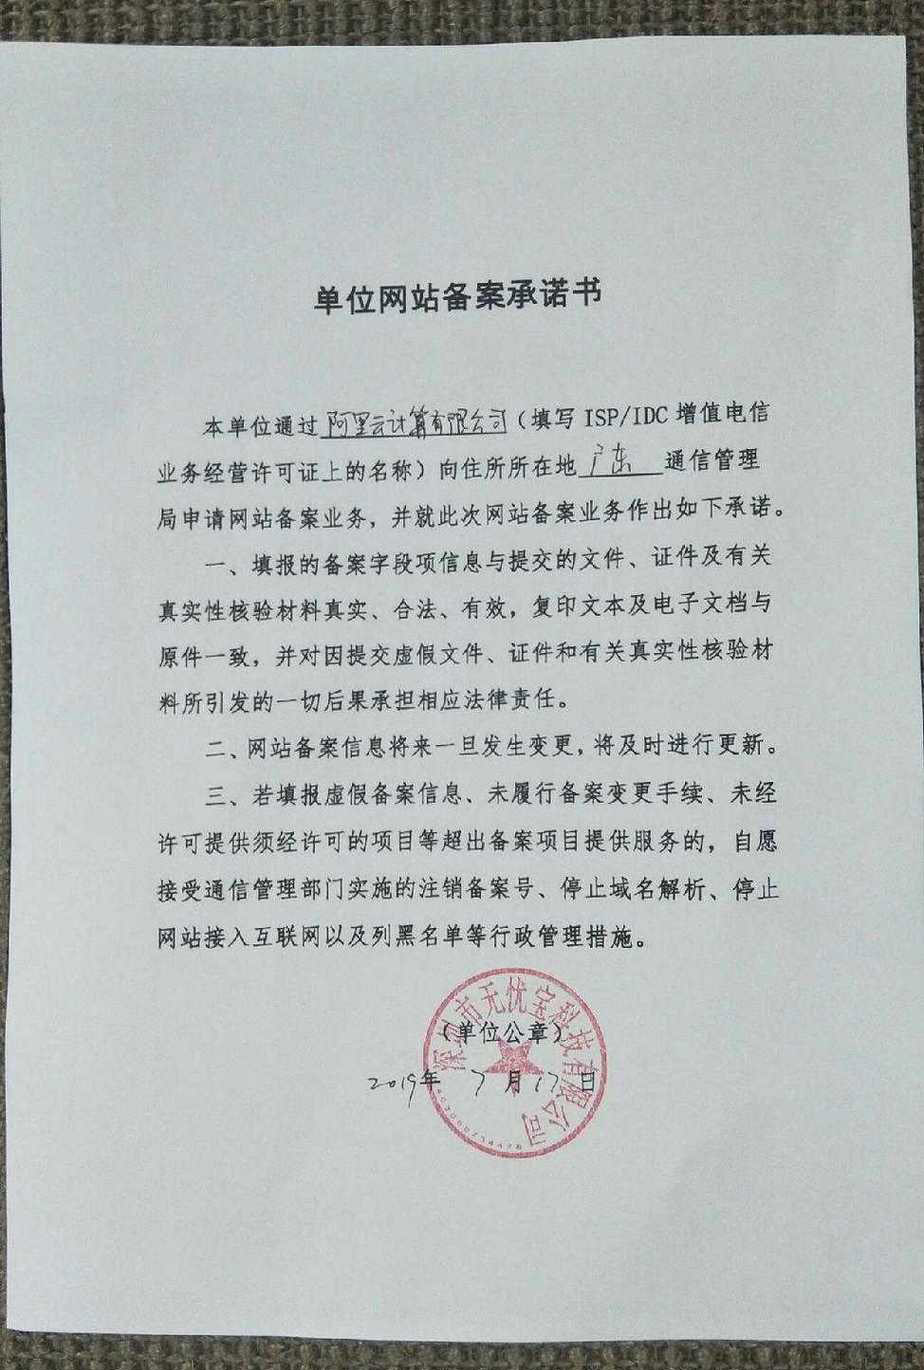 单位网站备案承诺书
本单位通过阿里云计算有限公司（填写 ISP/IDC 增值电信
业务经营许可证上的名称）向住所所在地广东通信管理
局申请网站备案业务，并就此次网站备案业务作出如下承诺。
一、填报的备案字段项信息与提交的文件、证件及有关
真实性核验材料真实、合法、有效，复印文本及电子文档与
原件一致，并对因提交虚假文件、证件和有关真实性核验材
料所引发的一切后果承担相应法律责任。
二、网站备案信息将来一旦发生变更，将及时进行更新。
三、若填报虚假备案信息、未履行备案变更手续、未经
许可提供须经许可的项目等超出备案项目提供服务的，自愿
接受通信管理部门实施的注销备案号、停止域名解析、停止
网站接入互联网以及列黑名单等行政管理措施。
深圳市无忧宝科技有限公司
（单位公章）
2019年 7月17日